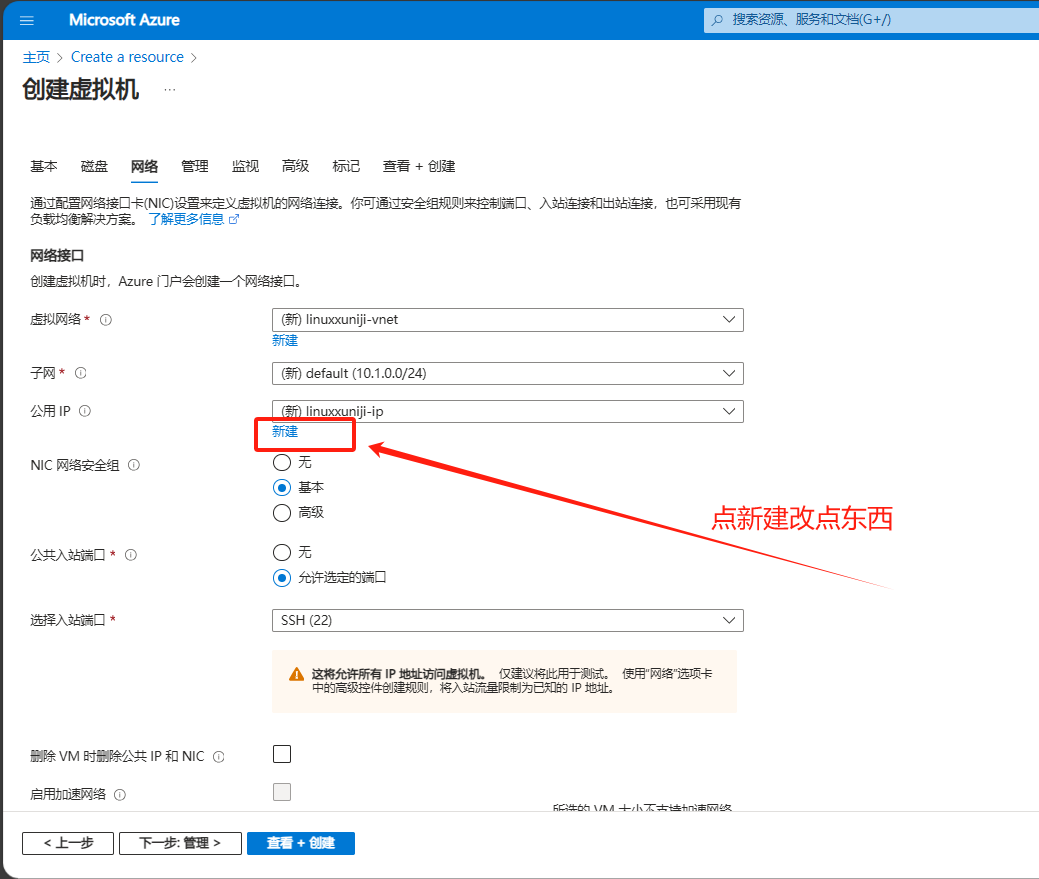 Microsoft Azure
搜索资源、服务和文档(G+/)
主页 > Create a resource >
创建虚拟机 ...
基本 磁盘 网络 管理 监视 高级 标记 查看 + 创建
通过配置网络接口卡(NIC)设置来定义虚拟机的网络连接。你可通过安全组规则来控制端口、入站连接和出站连接，也可采用现有
负载均衡解决方案。 了解更多信息
网络接口
创建虚拟机时，Azure 门户会创建一个网络接口。
虚拟网络 * (新) linuxxuniji-vnet
新建
子网 * (新) default (10.1.0.0/24)
公用 IP (新) linuxxuniji-ip
新建
NIC 网络安全组 无
基本
高级
点新建改点东西
公共入站端口 * 无
允许选定的端口
选择入站端口 * SSH (22)
这将允许所有 IP 地址访问虚拟机。 仅建议将此用于测试。 使用“网络”选项卡
中的高级控件创建规则，将入站流量限制为已知的 IP 地址。
删除 VM 时删除公共 IP 和 NIC
启用加速网络
所选的 VM 大小不支持加速网络
< 上一步 下一步: 管理 > 查看 + 创建